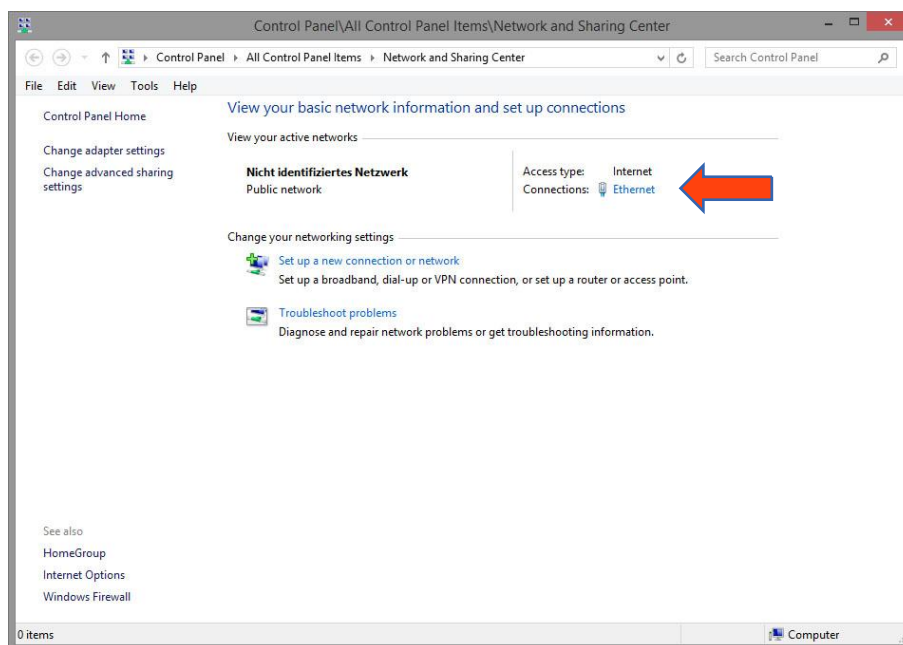 Control Panel\All Control Panel Items\Network and Sharing Center
Control Panel All Control Panel Items Network and Sharing Center
Search Control Panel
File Edit View Tools Help
Control Panel Home
Change adapter settings
Change advanced sharing
settings
View your basic network information and set up connections
View your active networks
Nicht identifiziertes Netzwerk
Public network
Access type: Internet
Connections: Ethernet
Change your networking settings
Set up a new connection or network
Set up a broadband, dial-up or VPN connection, or set up a router or access point.
Troubleshoot problems
Diagnose and repair network problems or get troubleshooting information.
See also
HomeGroup
Internet Options
Windows Firewall
0 items
Computer